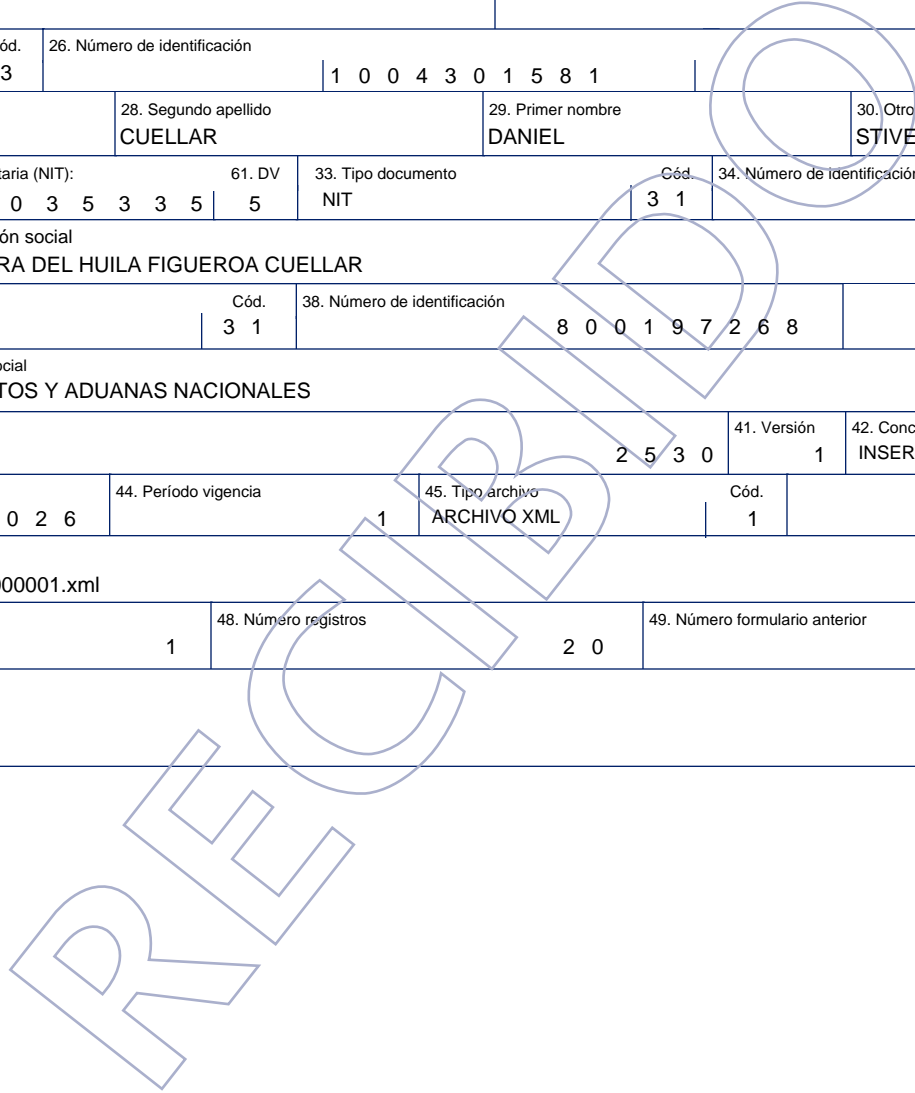 ód. 26. Número de identificación
3 1 0 0 4 3 0 1 5 8 1
28. Segundo apellido 29. Primer nombre 30. Otro
CUELLAR DANIEL STIVE
taria (NIT): 61. DV 33. Tipo documento Cód. 34. Número de identificación
0 3 5 3 3 5 5 NIT 3 1
ón social
RA DEL HUILA FIGUEROA CUELLAR
Cód. 38. Número de identificación
3 1 8 0 0 1 9 7 2 6 8
ocial
TOS Y ADUANAS NACIONALES
41. Versión 42. Conc
2 5 3 0 1 INSER
44. Período vigencia 45. Tipo archivo Cód.
0 2 6 1 ARCHIVO XML 1
000001.xml
48. Número registros 49. Número formulario anterior
1 2 0
RECIBIDO